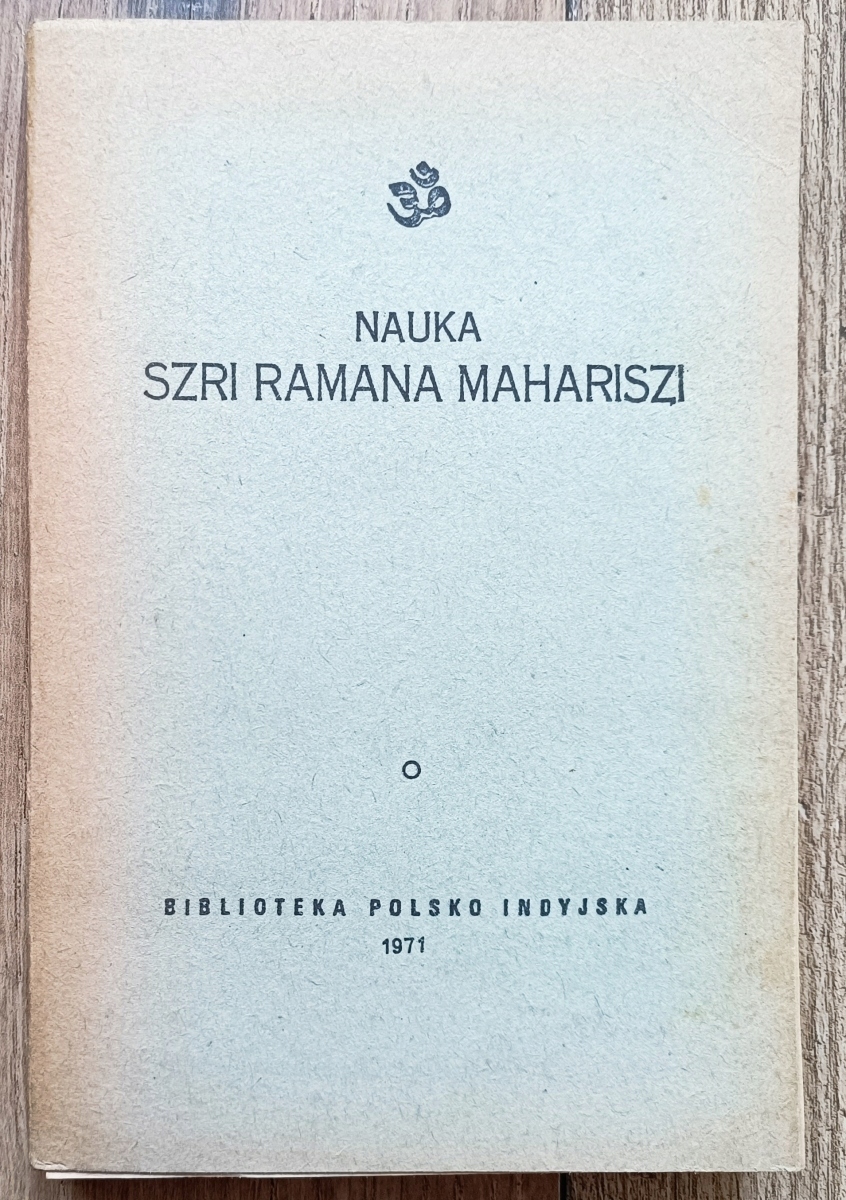 ॐ
NAUKA
SZRI RAMANA MAHARISZI
BIBLIOTEKA POLSKO INDYJSKA
1971